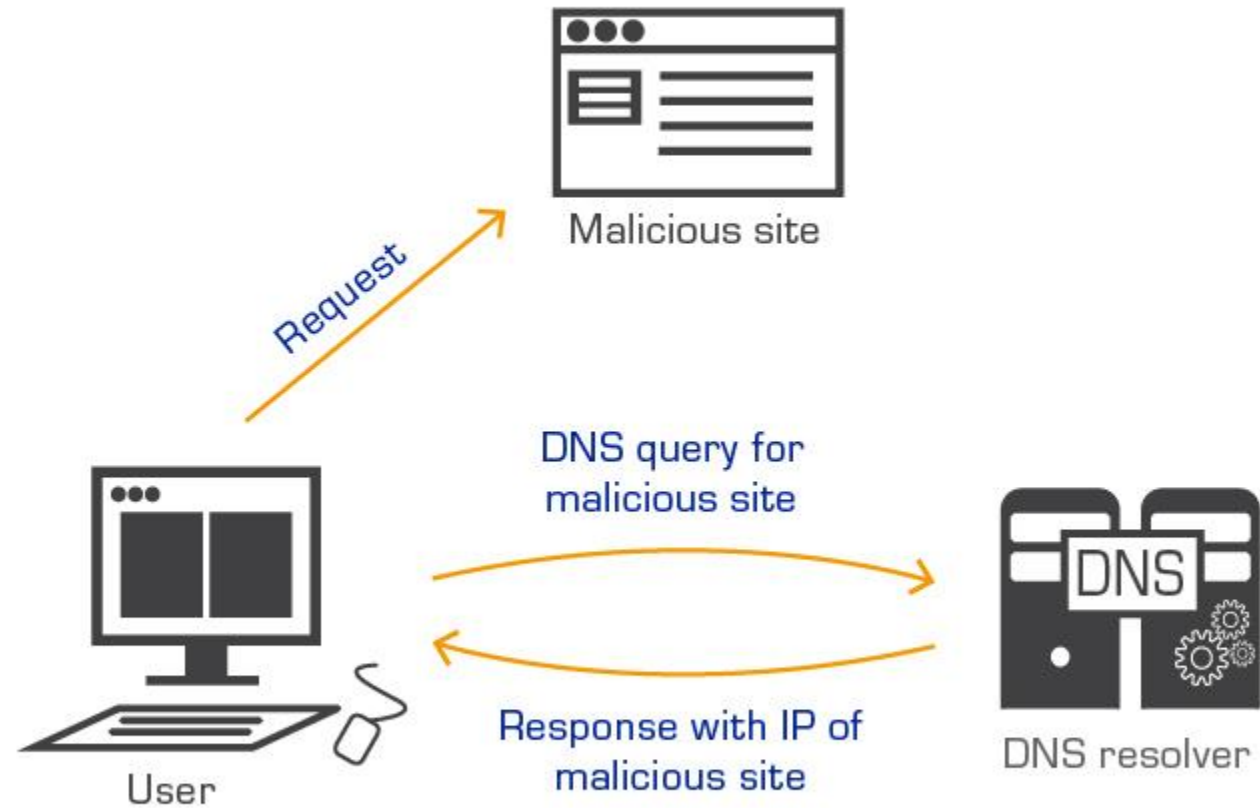 Malicious site
Request
DNS query for
malicious site
DNS
Response with IP of
malicious site
DNS resolver
User